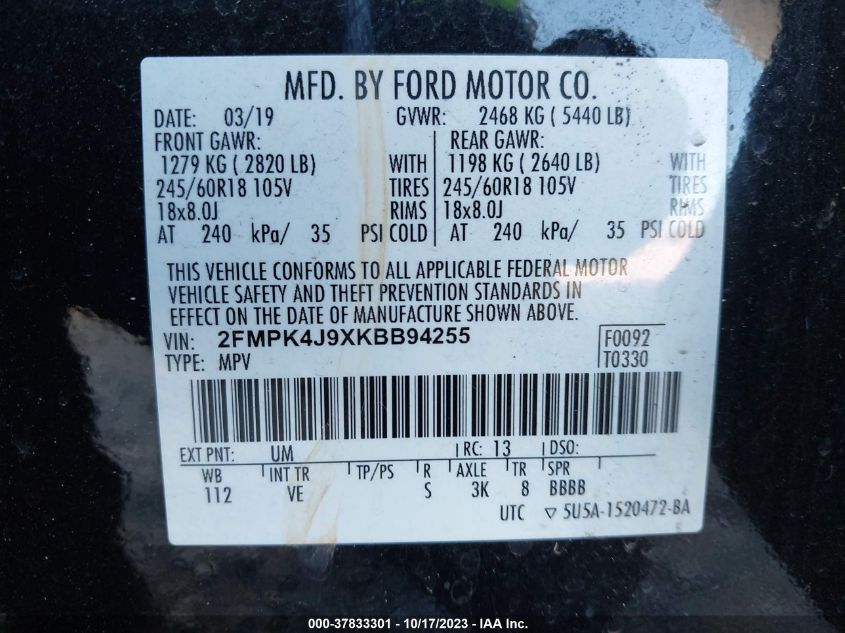 MFD. BY FORD MOTOR CO.
DATE: 03/19 GVWR: 2468 KG ( 5440 LB)
FRONT GAWR: REAR GAWR:
1279 KG ( 2820 LB) WITH 1198 KG ( 2640 LB) WITH
245/60R18 105V TIRES 245/60R18 105V TIRES
18x8.0J RIMS 18x8.0J RIMS
AT 240 kPa/ 35 PSI COLD AT 240 kPa/ 35 PSI COLD
THIS VEHICLE CONFORMS TO ALL APPLICABLE FEDERAL MOTOR
VEHICLE SAFETY AND THEFT PREVENTION STANDARDS IN
EFFECT ON THE DATE OF MANUFACTURE SHOWN ABOVE.
VIN: 2FMPK4J9XKBB94255 F0092
TYPE: MPV T0330
EXT PNT: UM RC: 13 DSO:
WB INT TR TP/PS R AXLE TR SPR
112 VE S 3K 8 BBBB
UTC ▽ 5U5A-1520472-BA
000-37833301 - 10/17/2023 - IAA Inc.